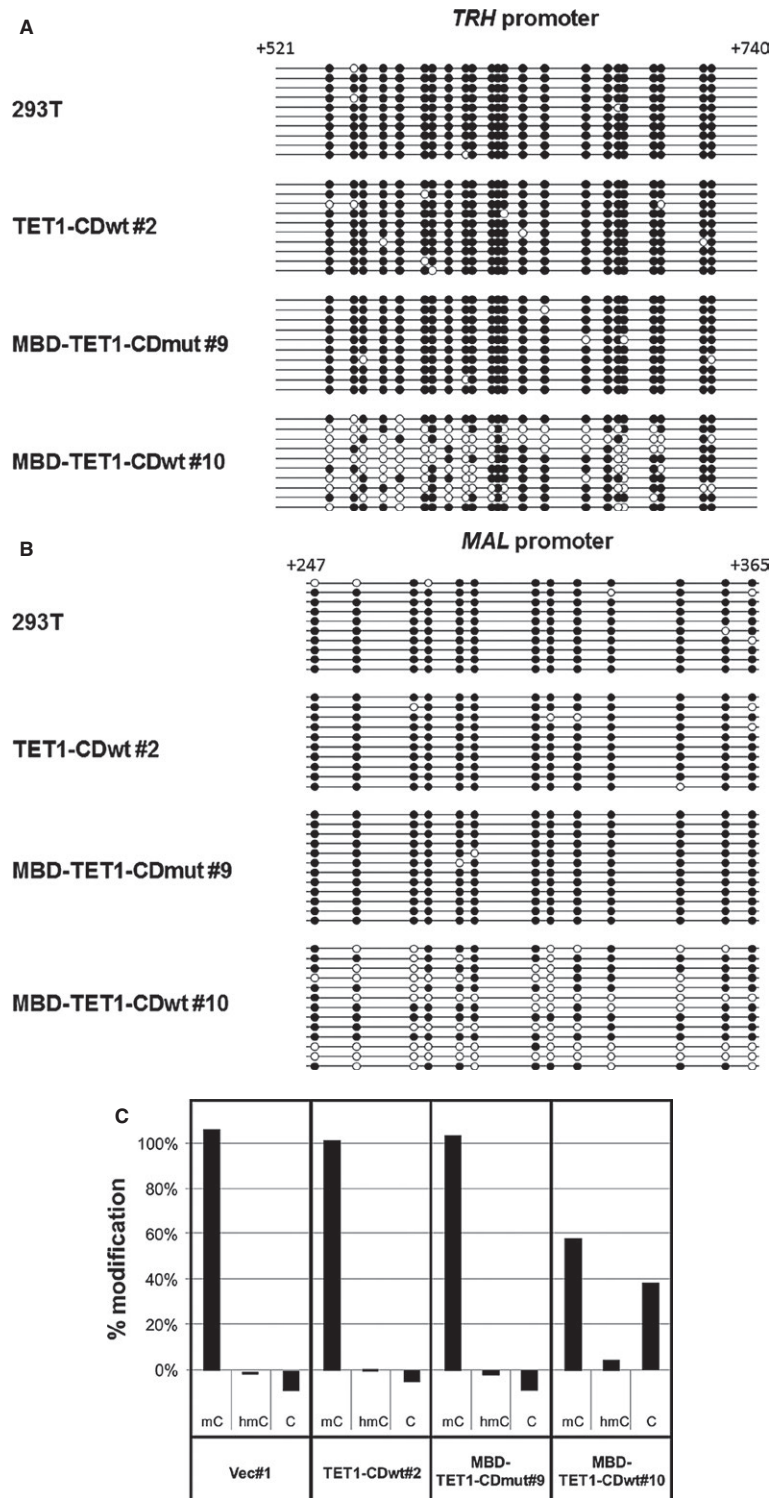 A
TRH promoter
+521
+740
293T
TET1-CDwt #2
MBD-TET1-CDmut #9
MBD-TET1-CDwt #10
B
MAL promoter
+247
+365
293T
TET1-CDwt #2
MBD-TET1-CDmut #9
MBD-TET1-CDwt #10
C
% modification
100%
80%
60%
40%
20%
0%
mC hmC C mC hmC C mC hmC C mC hmC C
Vec#1
TET1-CDwt#2
MBD-
TET1-CDmut#9
MBD-
TET1-CDwt#10